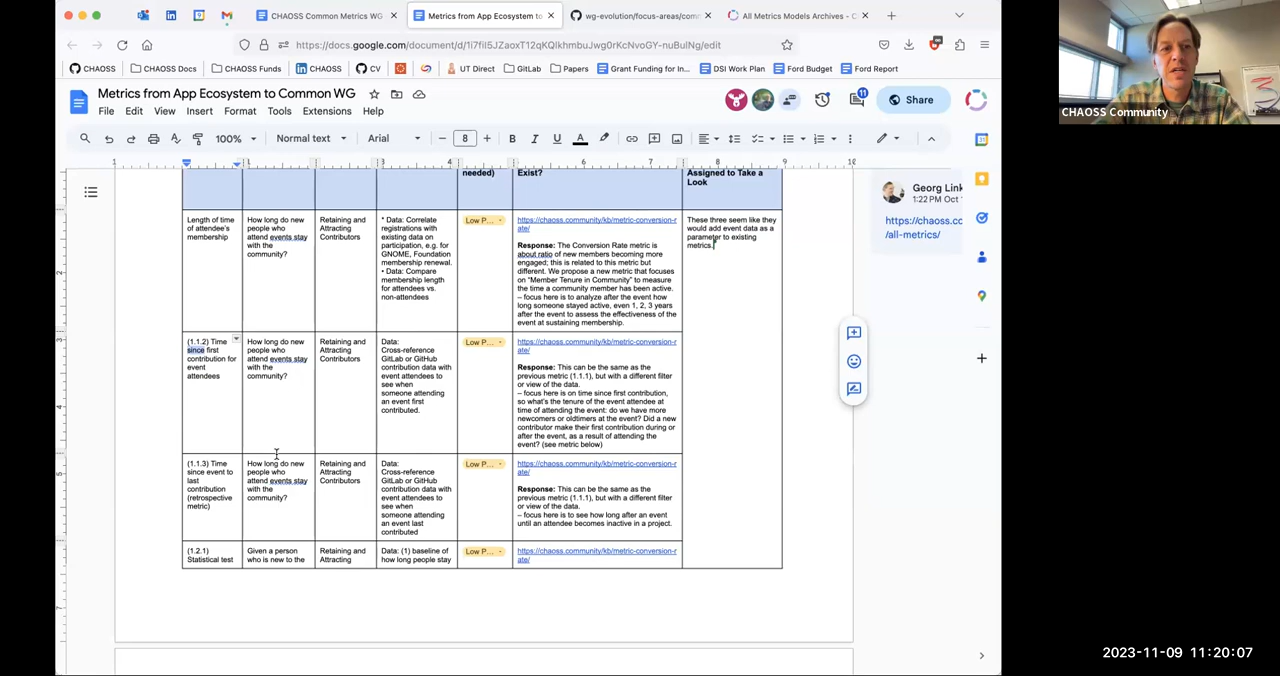 CHAOSS Common Metrics WG
Metrics from App Ecosystem to
wg-evolution/focus-areas/com
All Metrics Models Archives - C
CHAOSS
CHAOSS Docs
CHAOSS Funds
CHAOSS
CV
Connect
GitLab
Papers
Grant Funding for In...
DSI Work Plan
Ford Budget
Ford Report
Metrics from App Ecosystem to Common WG
File Edit View Insert Format Tools Extensions Help
11
Share
100%
Normal text
Arial
8
needed)
Exist?
Assigned to Take a
Look
Length of time
of attendee's
membership
How long do new
people who
attend events stay
with the
community?
Retaining and
Attracting
Contributors
* Data: Correlate
registrations with
existing data on
participation, e.g. for
GNOME, Foundation
membership renewal.
• Data: Compare
membership length
for attendees vs.
non-attendees
Low P...
https://chaoss.community/kb/metric-conversion-r
ate/
Response: The Conversion Rate metric is
about ratio of new members becoming more
engaged; this is related to this metric but
different. We propose a new metric that focuses
on "Member Tenure in Community" to measure
the time a community member has been active.
– focus here is to analyze after the event how
long someone stayed active, even 1, 2, 3 years
after the event to assess the effectiveness of the
event at sustaining membership.
These three seem like they
would add event data as a
parameter to existing
metrics.
(1.1.2) Time
since first
contribution for
event
attendees
How long do new
people who
attend events stay
with the
community?
Retaining and
Attracting
Contributors
Data:
Cross-reference
GitLab or GitHub
contribution data with
event attendees to
see when
someone attending
an event first
contributed.
Low P...
https://chaoss.community/kb/metric-conversion-r
ate/
Response: This can be the same as the
previous metric (1.1.1), but with a different filter
or view of the data.
– focus here is on time since first contribution,
so what's the tenure of the event attendee at
time of attending the event: do we have more
newcomers or oldtimers at the event? Did a new
contributor make their first contribution during or
after the event, as a result of attending the
event? (see metric below)
(1.1.3) Time
since event to
last
contribution
(retrospective
metric)
How long do new
people who
attend events stay
with the
community?
Retaining and
Attracting
Contributors
Data:
Cross-reference
GitLab or GitHub
contribution data with
event attendees to
see when
someone attending
an event last
contributed
Low P...
https://chaoss.community/kb/metric-conversion-r
ate/
Response: This can be the same as the
previous metric (1.1.1), but with a different filter
or view of the data.
– focus here is to see how long after an event
until an attendee becomes inactive in a project.
(1.2.1)
Statistical test
Given a person
who is new to the
Retaining and
Attracting
Data: (1) baseline of
how long people stay
Low P...
https://chaoss.community/kb/metric-conversion-r
ate/
Georg Link
1:22 PM Oct
https://chaoss.cc
/all-metrics/
CHAOSS Community
2023-11-09 11:20:07